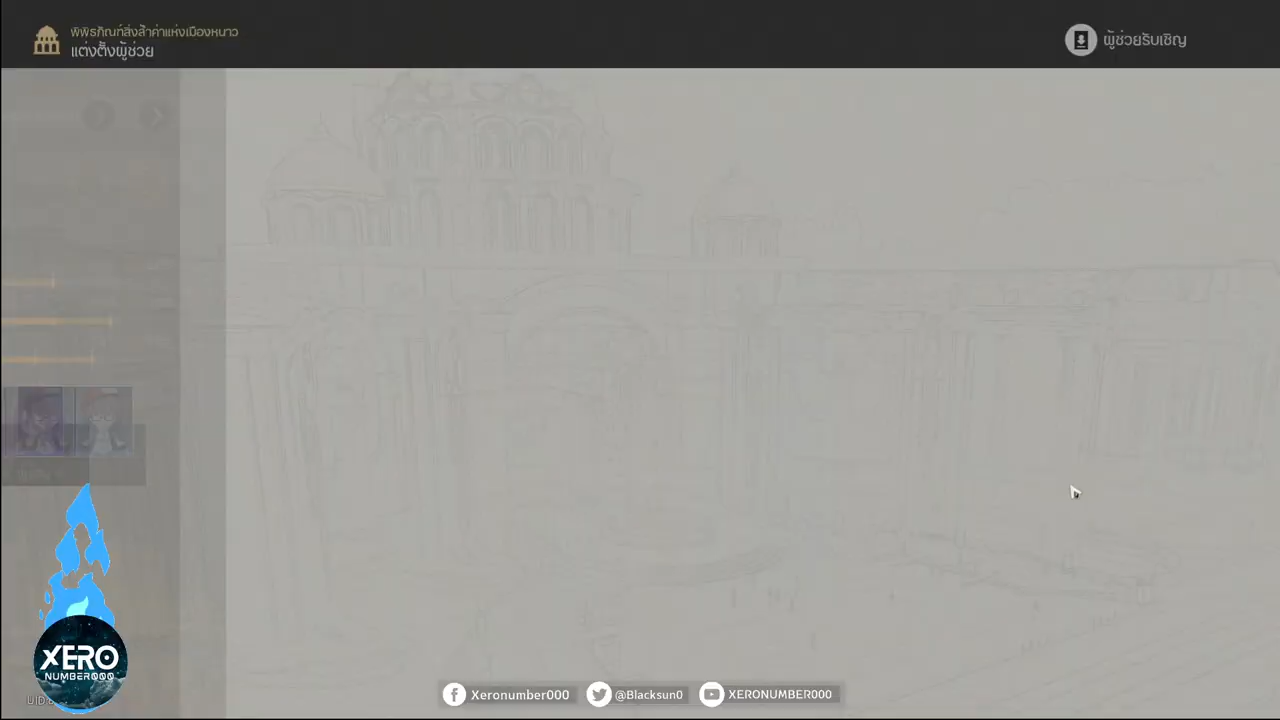 พิพิธภัณฑ์สิ่งล้ำค่าแห่งเมืองหนาว
แต่งตั้งผู้ช่วย
ผู้ช่วยรับเชิญ
XERO
NUMBER000
UID:
Xeronumber000
@Blacksun0
XERONUMBER000